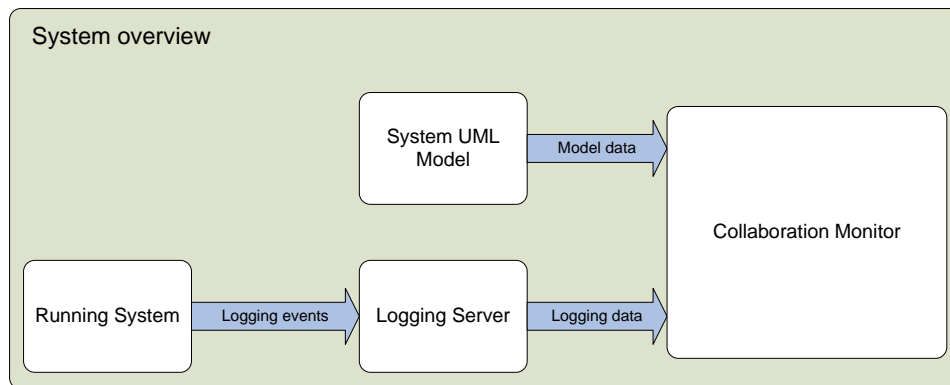 System overview
System UML
Model
Model data
Collaboration Monitor
Running System
Logging events
Logging Server
Logging data